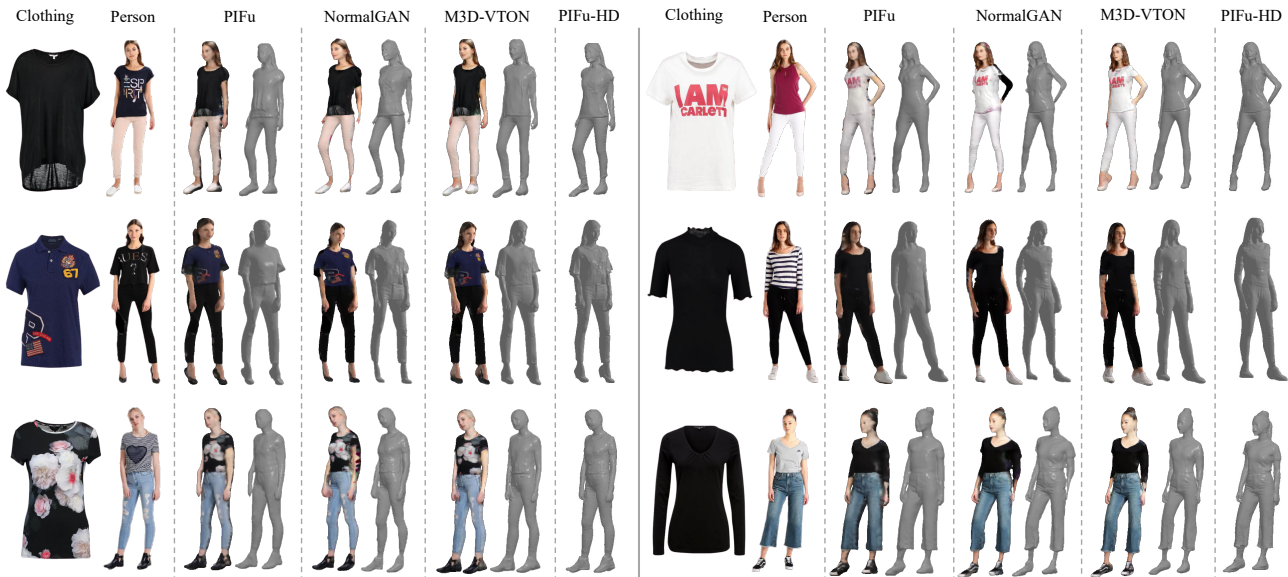 Clothing Person PIFu NormalGAN M3D-VTON PIFu-HD Clothing Person PIFu NormalGAN M3D-VTON PIFu-HD
ESP
I AM
CARLETT
67